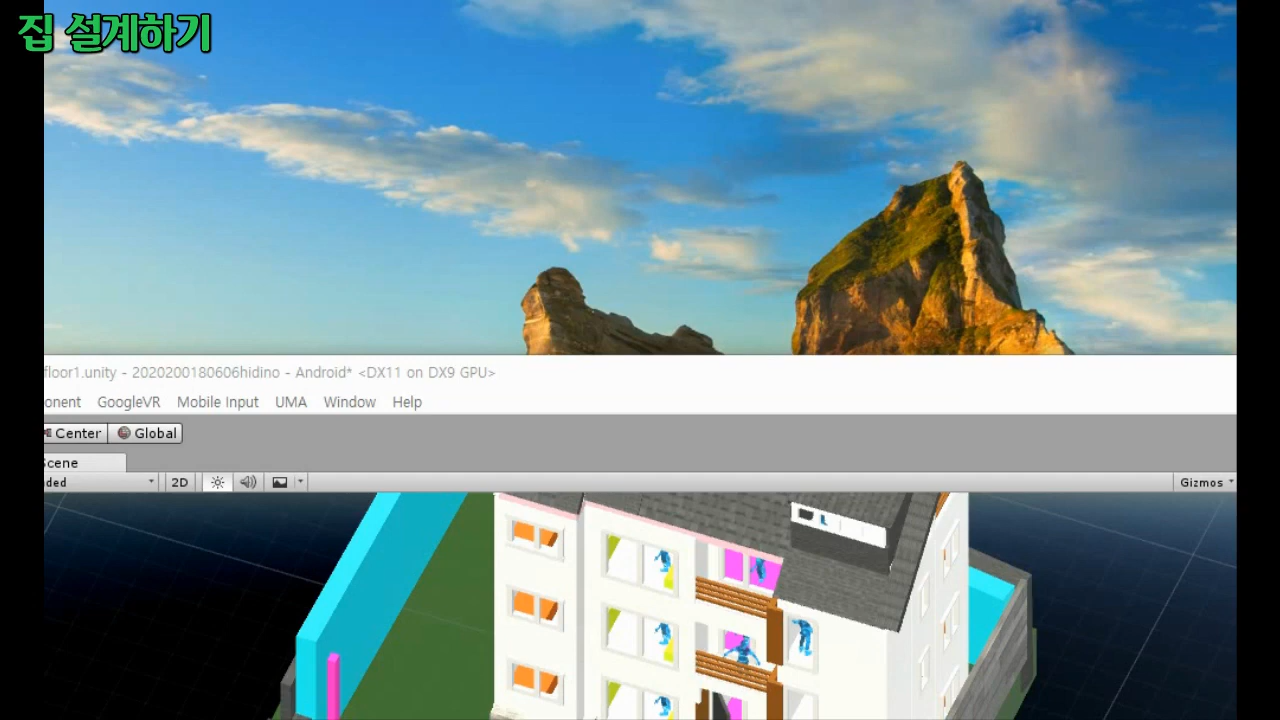 집 설계하기
floor1.unity - 2020200180606hidino - Android* <DX11 on DX9 GPU>
onent GoogleVR Mobile Input UMA Window Help
Center Global
Scene
ded 2D Gizmos